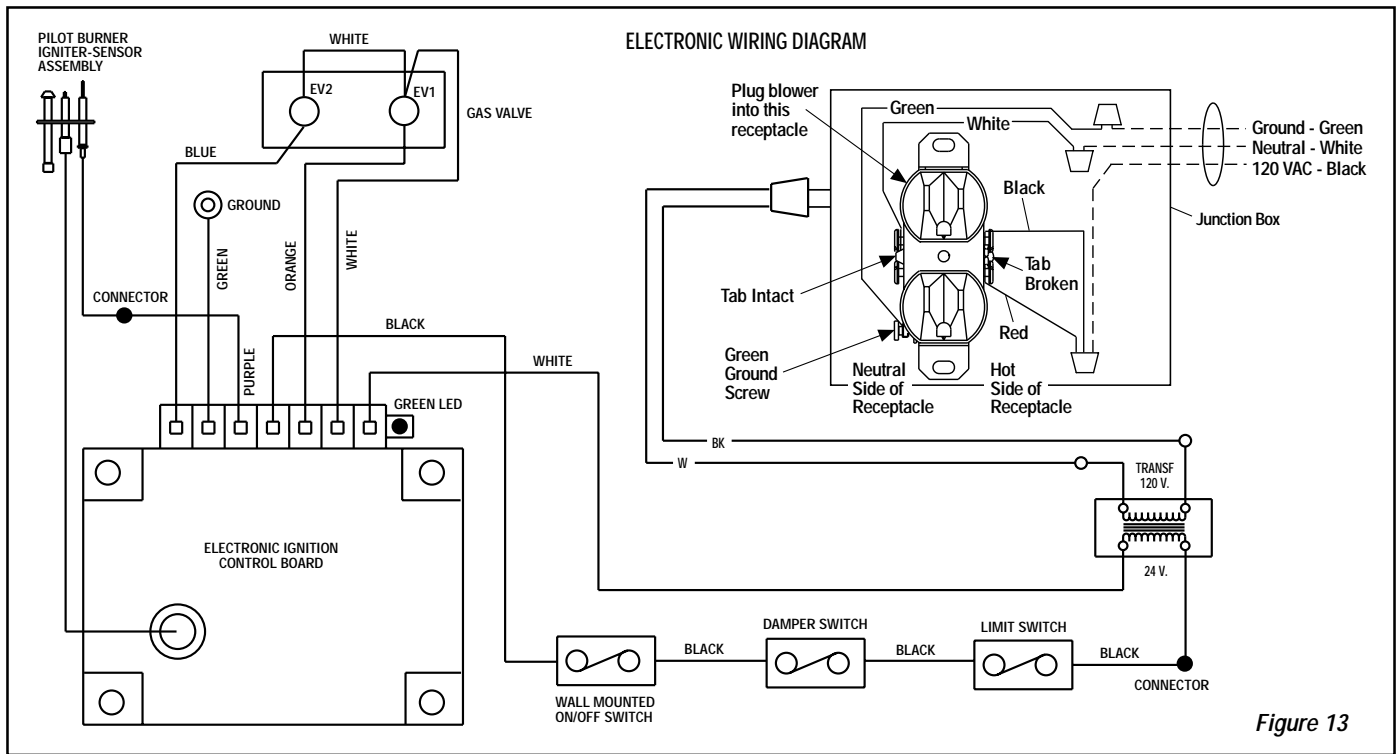 ELECTRONIC WIRING DIAGRAM
PILOT BURNER
IGNITER-SENSOR
ASSEMBLY
WHITE
EV2
EV1
GAS VALVE
BLUE
GROUND
GREEN
ORANGE
WHITE
CONNECTOR
PURPLE
BLACK
WHITE
GREEN LED
ELECTRONIC IGNITION
CONTROL BOARD
Plug blower
into this
receptacle
Green
White
Ground - Green
Neutral - White
120 VAC - Black
Black
Junction Box
Tab Intact
Tab
Broken
Red
Green
Ground
Screw
Neutral
Side of
Receptacle
Hot
Side of
Receptacle
BK
W
TRANSF
120 V.
24 V.
WALL MOUNTED
ON/OFF SWITCH
BLACK
DAMPER SWITCH
BLACK
LIMIT SWITCH
BLACK
CONNECTOR
Figure 13